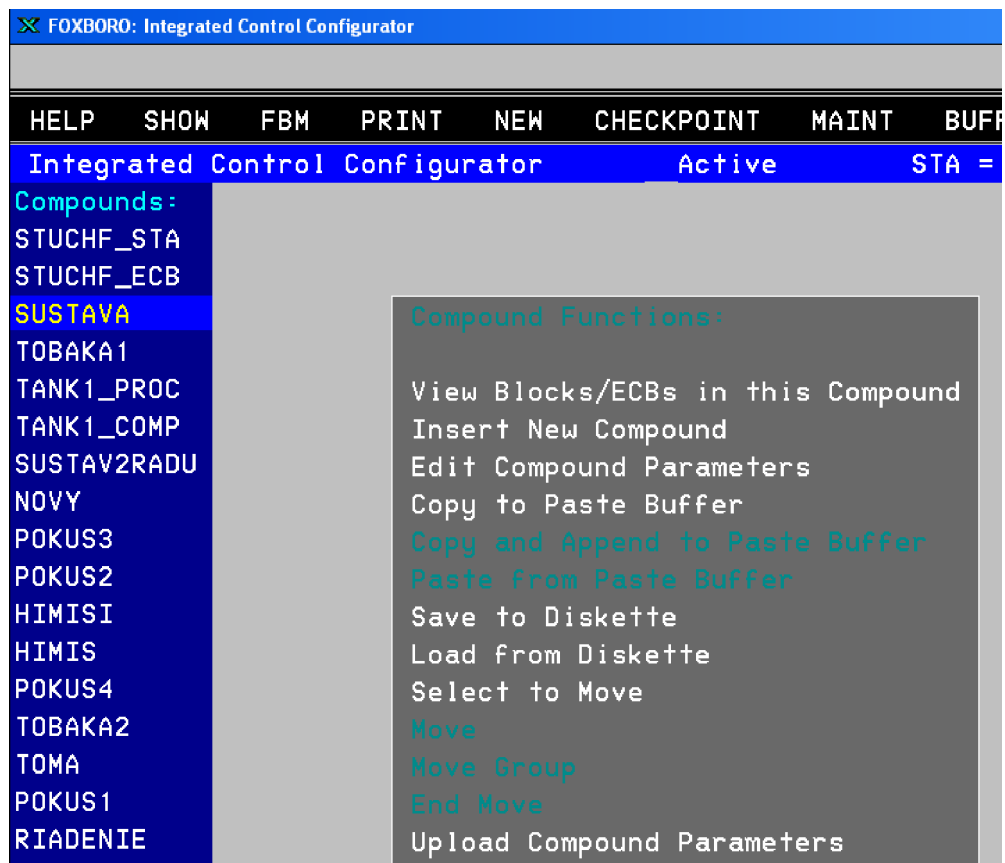 FOXBORO: Integrated Control Configurator
HELP SHOW FBM PRINT NEW CHECKPOINT MAINT BUFF
Integrated Control Configurator Active STA =
Compounds:
STUCHF_STA
STUCHF_ECB
SUSTAVA
TOBAKA1
TANK1_PROC
TANK1_COMP
SUSTAV2RADU
NOVY
POKUS3
POKUS2
HIMISI
HIMIS
POKUS4
TOBAKA2
TOMA
POKUS1
RIADENIE
Compound Functions:
View Blocks/ECBs in this Compound
Insert New Compound
Edit Compound Parameters
Copy to Paste Buffer
Copy and Append to Paste Buffer
Paste from Paste Buffer
Save to Diskette
Load from Diskette
Select to Move
Move
Move Group
End Move
Upload Compound Parameters